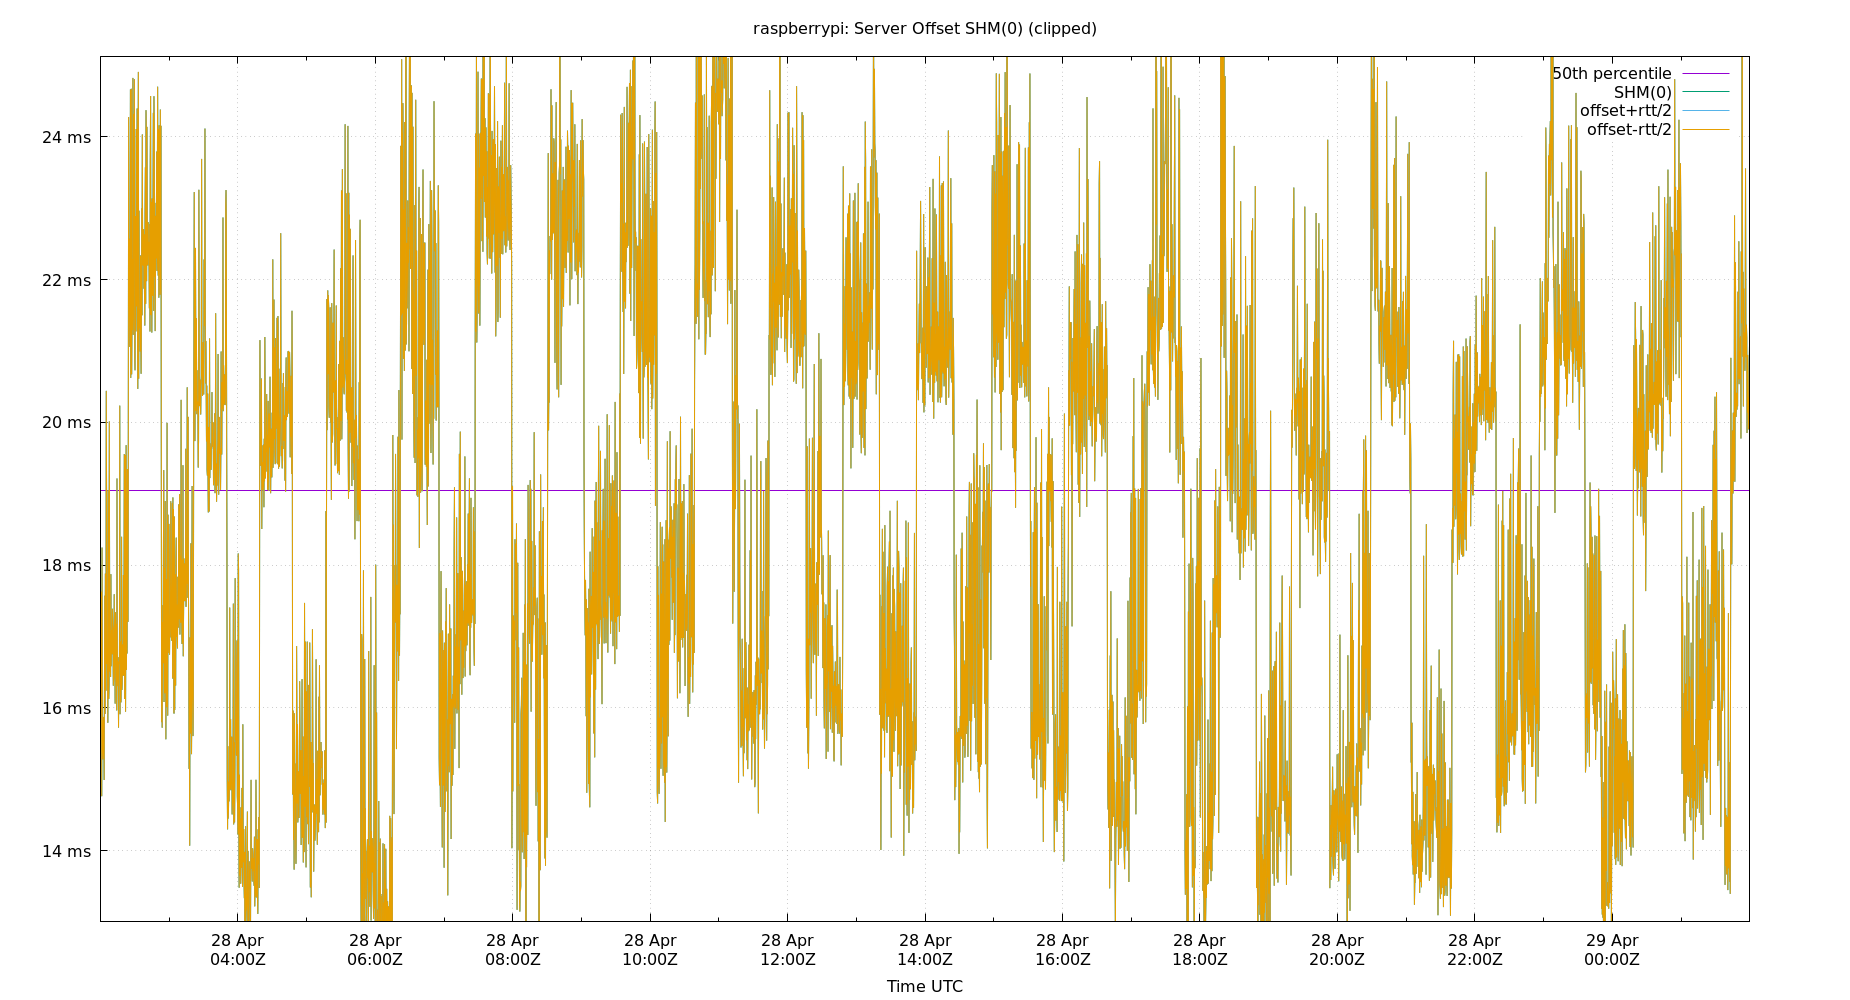 raspberrypi: Server Offset SHM(0) (clipped)
50th percentile
SHM(0)
offset+rtt/2
offset-rtt/2
24 ms
22 ms
20 ms
18 ms
16 ms
14 ms
28 Apr 28 Apr 28 Apr 28 Apr 28 Apr 28 Apr 28 Apr 28 Apr 28 Apr 28 Apr 29 Apr
04:00Z 06:00Z 08:00Z 10:00Z 12:00Z 14:00Z 16:00Z 18:00Z 20:00Z 22:00Z 00:00Z
Time UTC